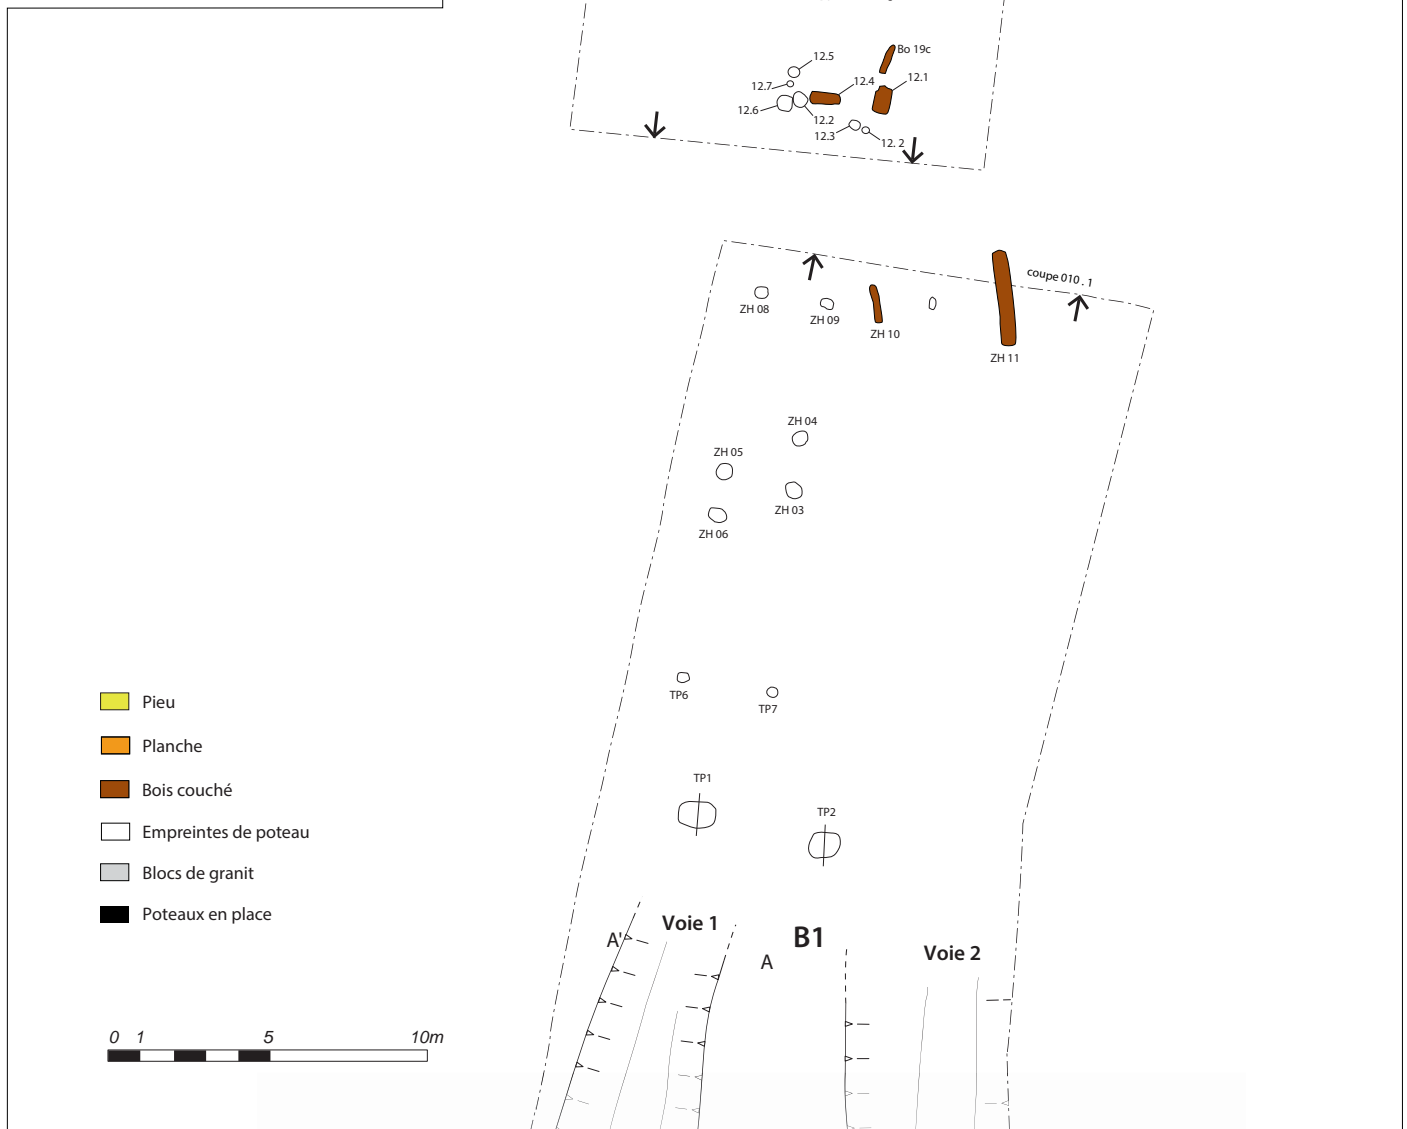 Bo 19c
12.5
12.7
12.4
12.1
12.6
12.2
12.3
12. 2
coupe 010 . 1
ZH 08
ZH 09
ZH 10
ZH 11
ZH 04
ZH 05
ZH 03
ZH 06
TP6
TP7
Pieu
Planche
Bois couché
Empreintes de poteau
Blocs de granit
Poteaux en place
TP1
TP2
A'
Voie 1
B1
A
Voie 2
0 1 5 10m